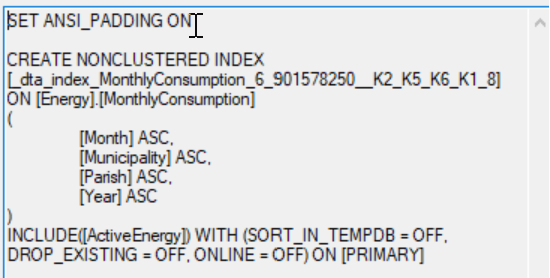 SET ANSI_PADDING ON
CREATE NONCLUSTERED INDEX
[_dta_index_MonthlyConsumption_6_901578250__K2_K5_K6_K1_8]
ON [Energy].[MonthlyConsumption]
(
[Month] ASC,
[Municipality] ASC,
[Parish] ASC,
[Year] ASC
)
INCLUDE([ActiveEnergy]) WITH (SORT_IN_TEMPDB = OFF,
DROP_EXISTING = OFF, ONLINE = OFF) ON [PRIMARY]